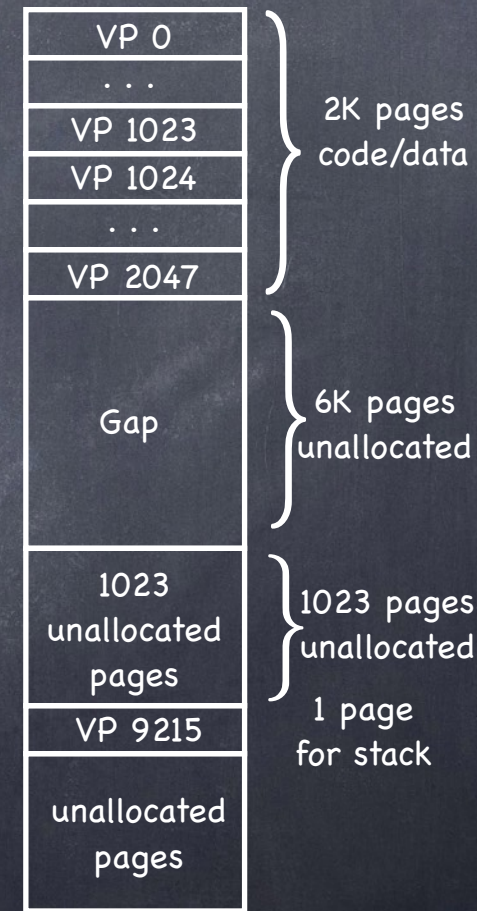 VP 0
. . .
VP 1023
VP 1024
. . .
VP 2047
2K pages
code/data
Gap
6K pages
unallocated
1023
unallocated
pages
1023 pages
unallocated
VP 9215
1 page
for stack
unallocated
pages